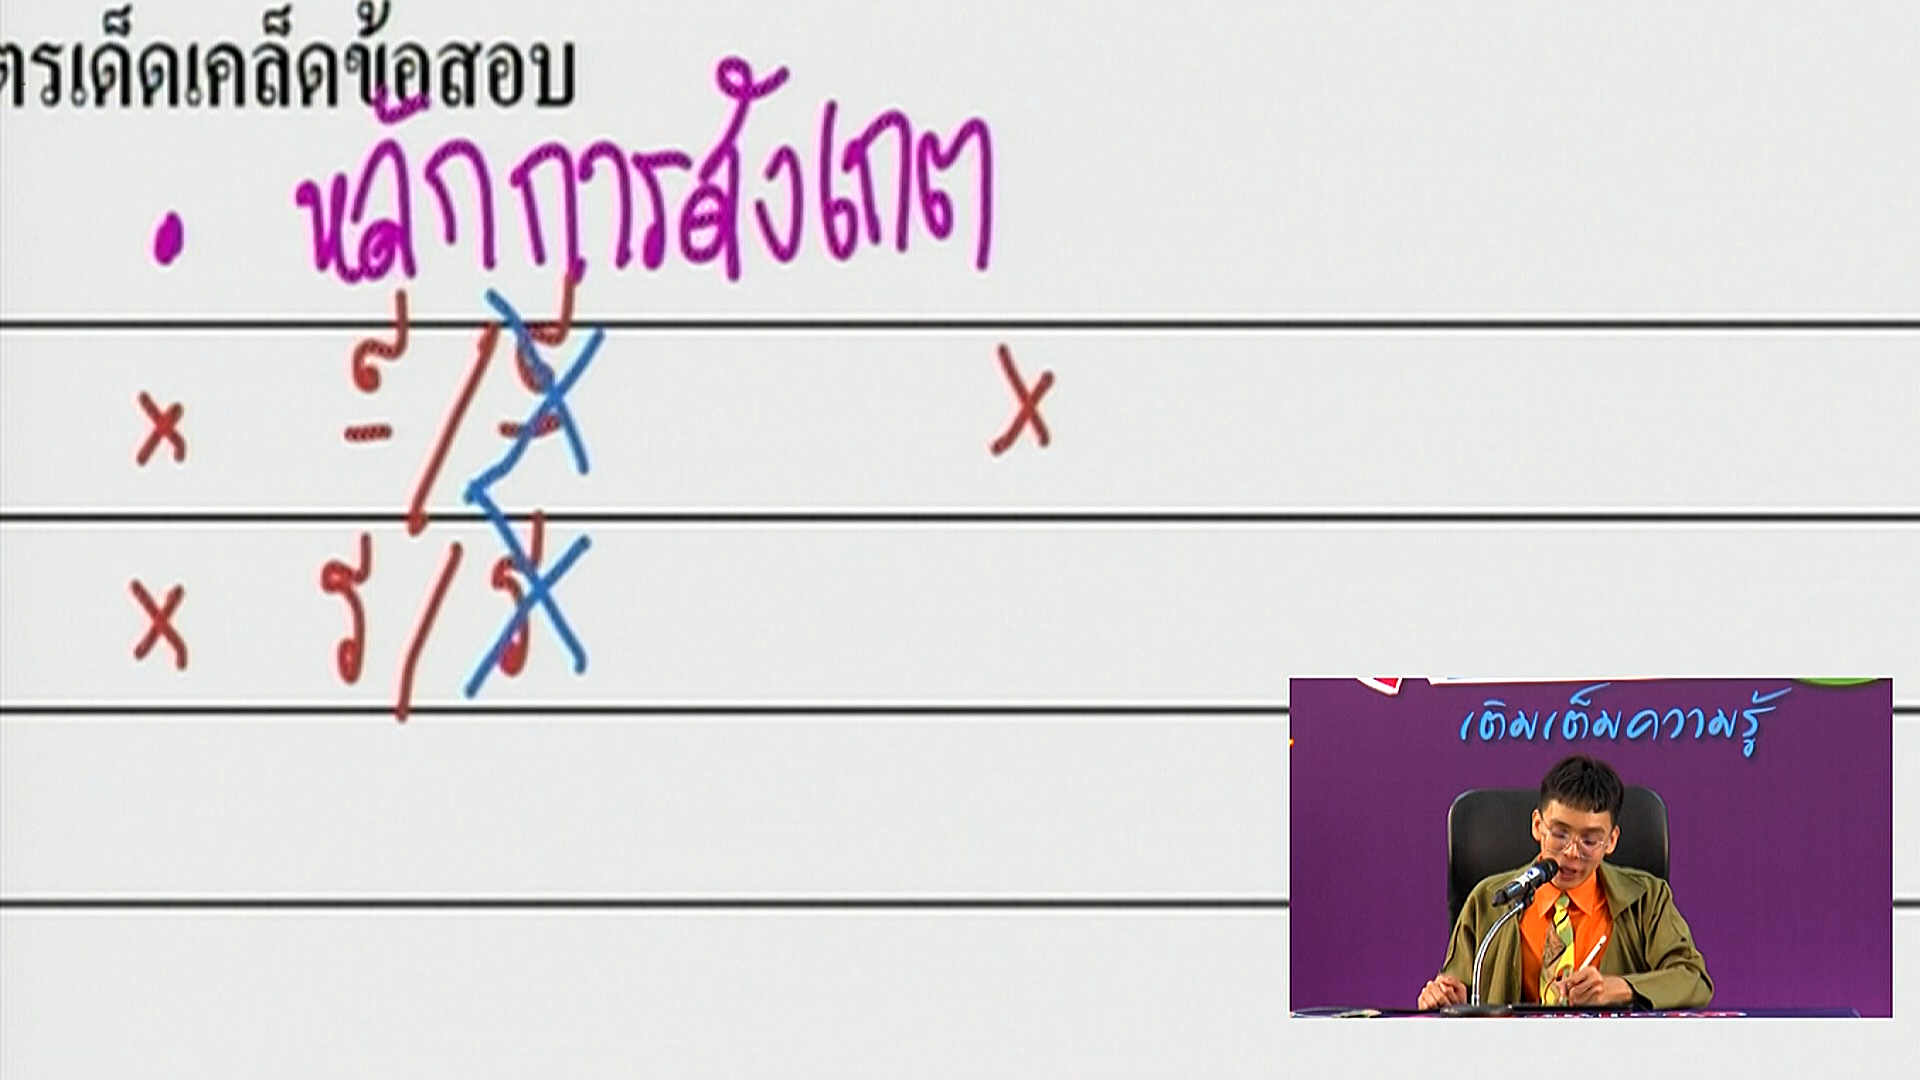 ตรเด็ดเคล็ดข้อสอบ
• หลักการสังเกต
x / x
x ร์ /
เติมเต็มความรู้